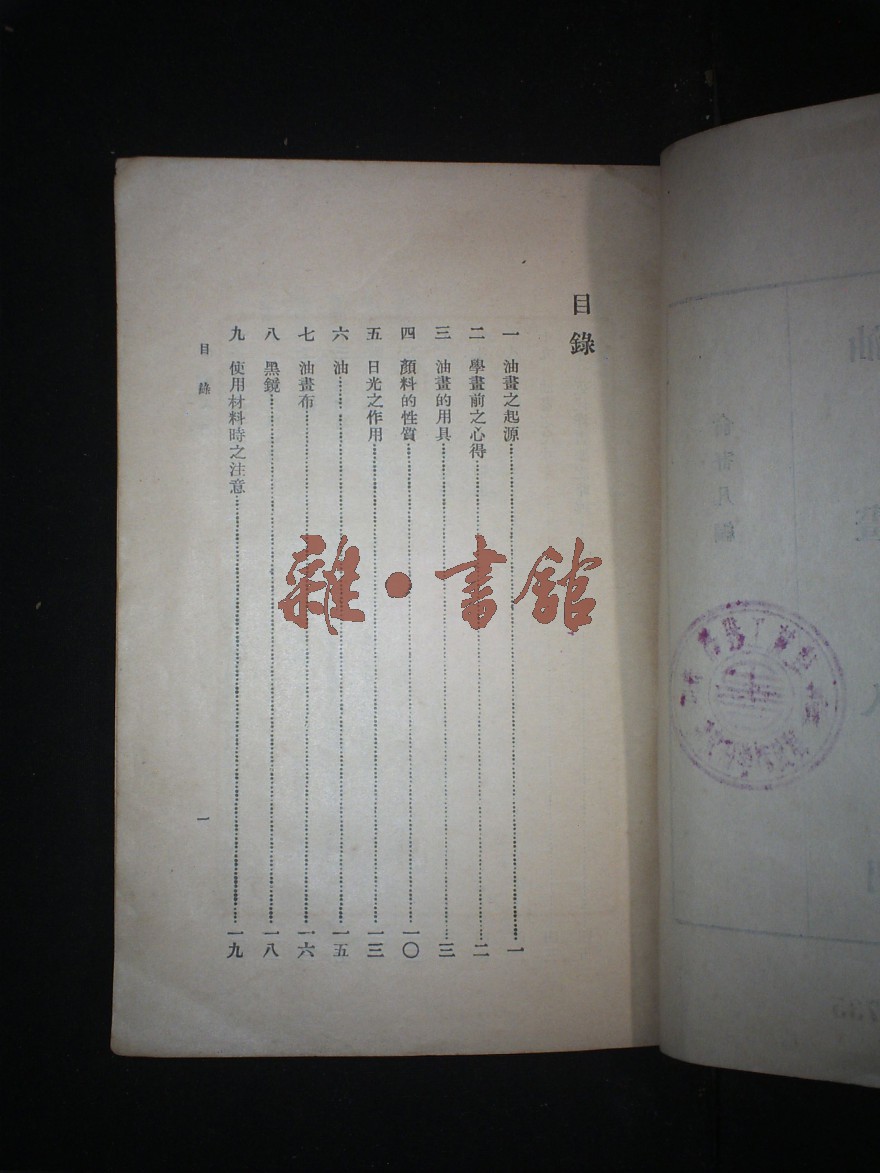 目錄
一 油畫之起源……一
二 學畫前之心得……二
三 油畫的用具……三
四 顏料的性質……一〇
五 日光之作用……一三
六 油……一五
七 油畫布……一六
八 黑鏡……一八
九 使用材料時之注意……一九
目錄
一
雜·書館